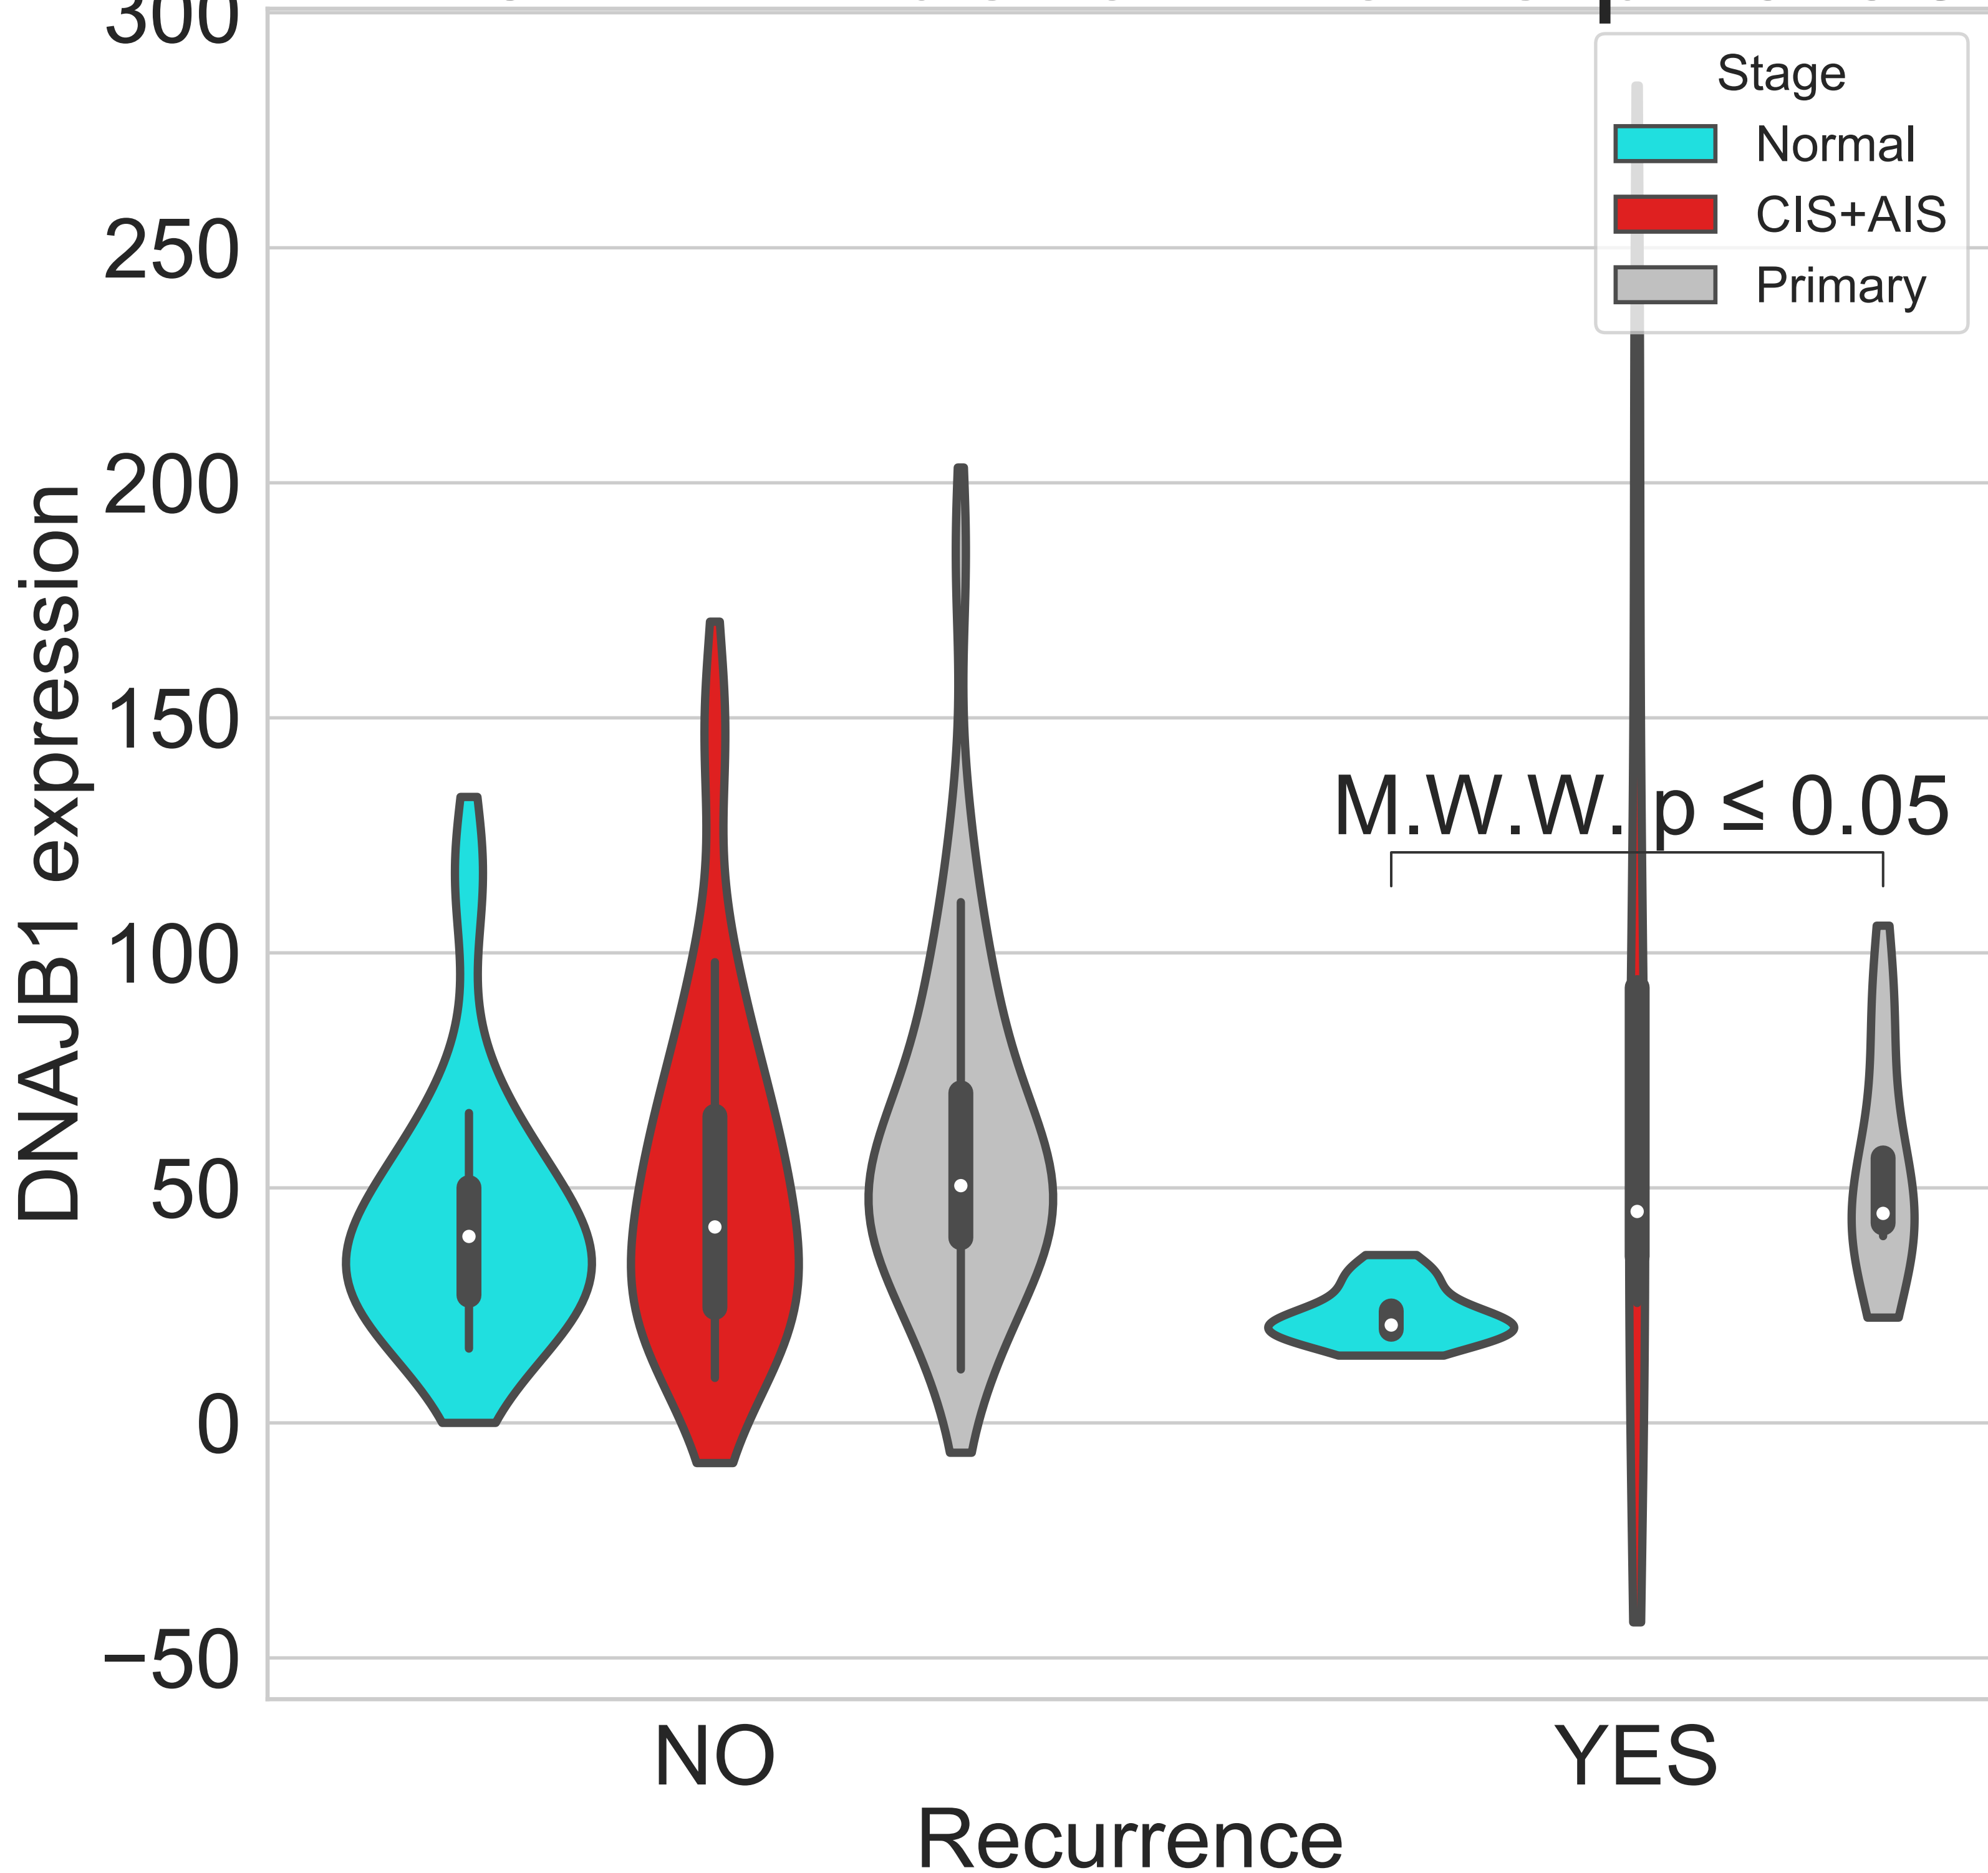 300
250
200
150
100
50
0
−50
DNAJB1 expression
Stage
Normal
CIS+AIS
Primary
M.W.W. p ≤ 0.05
NO
YES
Recurrence